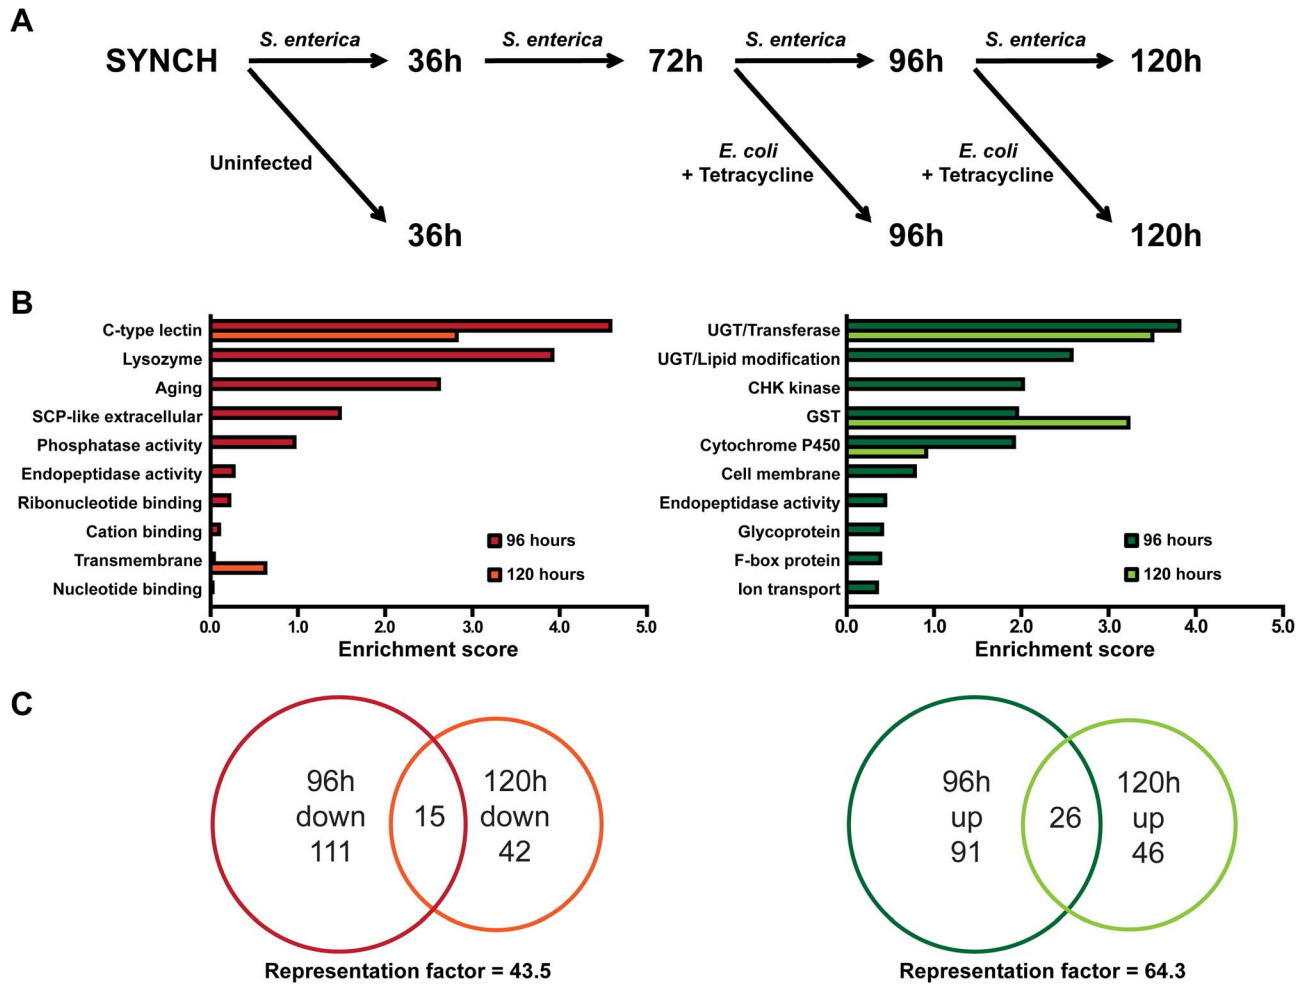 A
SYNCH
S. enterica
36h
S. enterica
72h
S. enterica
96h
S. enterica
120h
Uninfected
E. coli
+ Tetracycline
E. coli
+ Tetracycline
36h
96h
120h
B
C-type lectin
Lysozyme
Aging
SCP-like extracellular
Phosphatase activity
Endopeptidase activity
Ribonucleotide binding
Cation binding
Transmembrane
Nucleotide binding
96 hours
120 hours
0.0 1.0 2.0 3.0 4.0 5.0
Enrichment score
UGT/Transferase
UGT/Lipid modification
CHK kinase
GST
Cytochrome P450
Cell membrane
Endopeptidase activity
Glycoprotein
F-box protein
Ion transport
96 hours
120 hours
0.0 1.0 2.0 3.0 4.0 5.0
Enrichment score
C
96h
down
111
15
120h
down
42
Representation factor = 43.5
96h
up
91
26
120h
up
46
Representation factor = 64.3